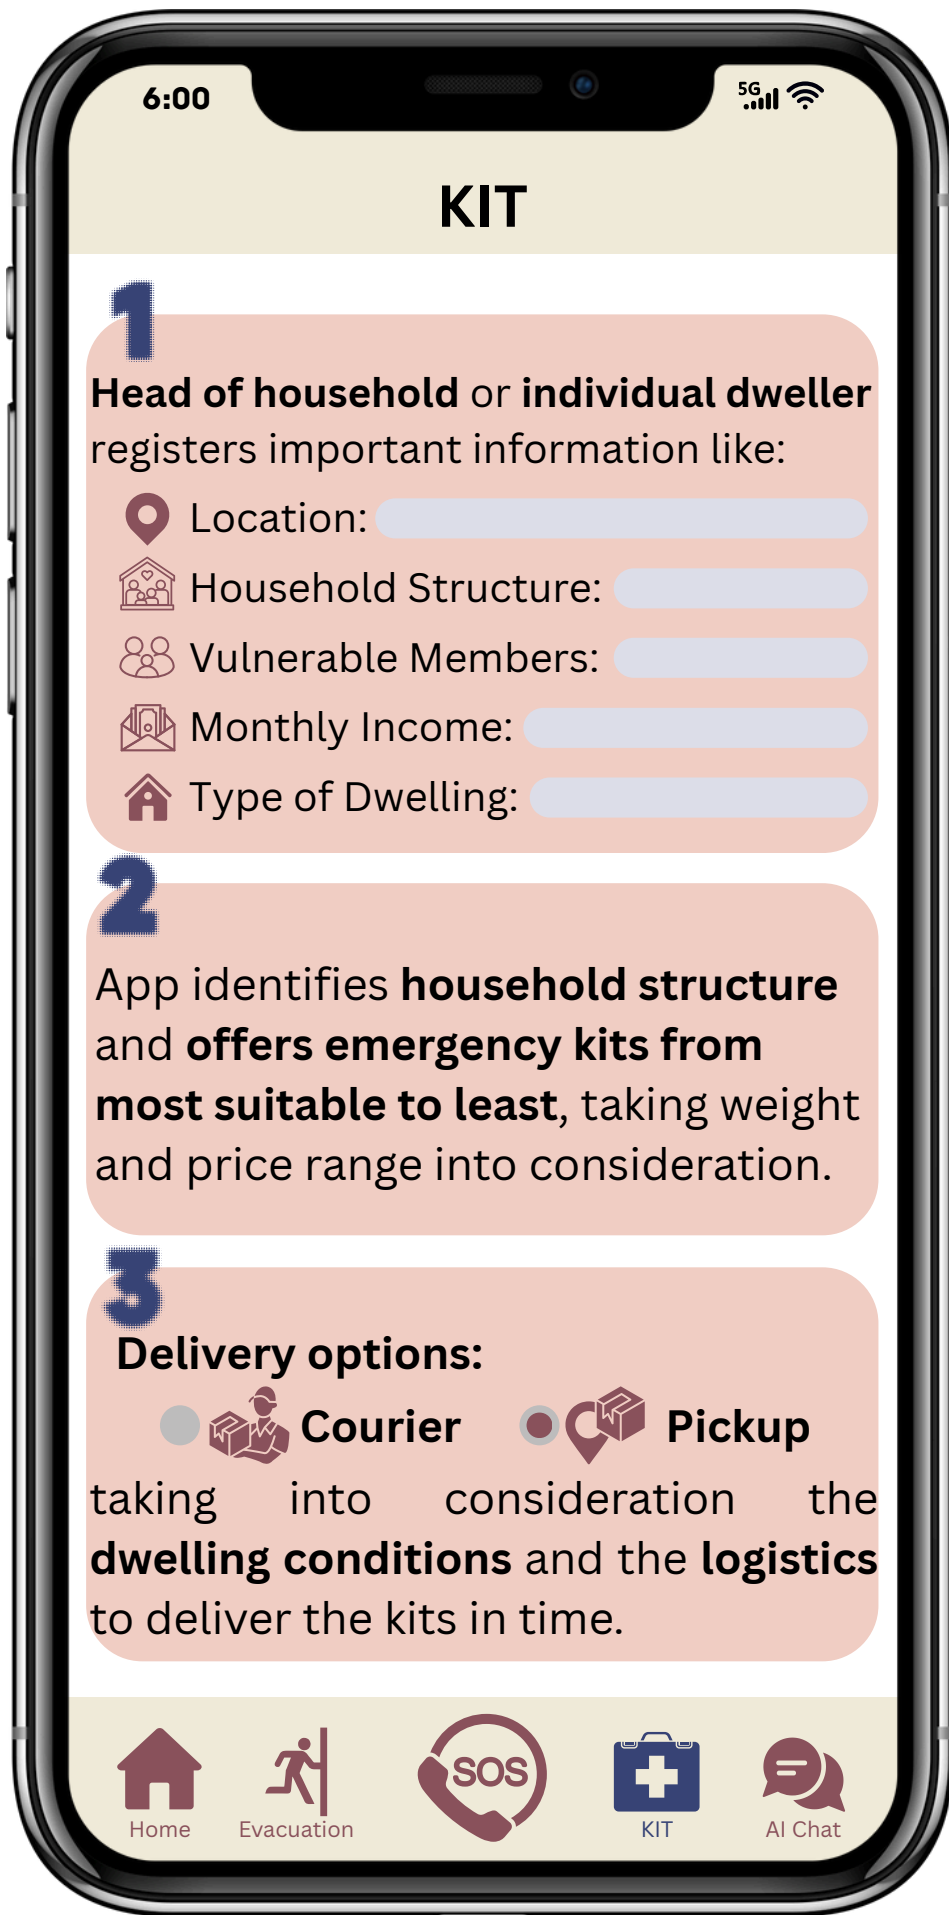 6:00
5G
KIT
1
Head of household or individual dweller
registers important information like:
Location:
Household Structure:
Vulnerable Members:
Monthly Income:
Type of Dwelling:
2
App identifies household structure
and offers emergency kits from
most suitable to least, taking weight
and price range into consideration.
3
Delivery options:
Courier
Pickup
taking into consideration the
dwelling conditions and the logistics
to deliver the kits in time.
SOS
Home
Evacuation
KIT
AI Chat